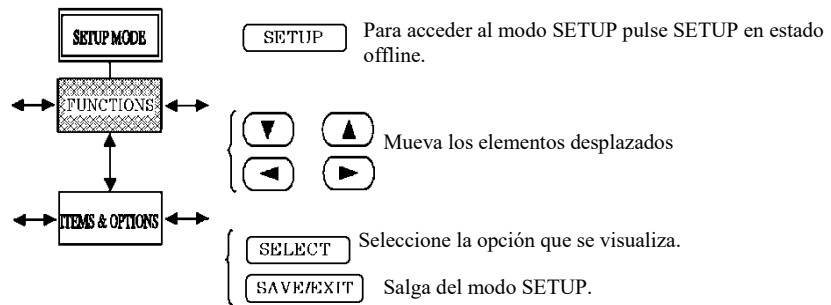 SETUP MODE
SETUP
Para acceder al modo SETUP pulse SETUP en estado
offline.
FUNCTIONS
Mueva los elementos desplazados
ITEMS & OPTIONS
SELECT
Seleccione la opción que se visualiza.
SAVE/EXIT
Salga del modo SETUP.